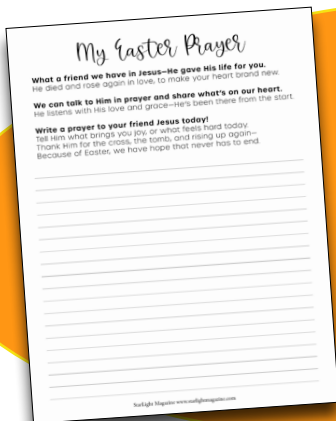 My Easter Prayer
What a friend we have in Jesus—He gave His life for you.
He died and rose again in love, to make your heart brand new.
We can talk to Him in prayer and share what's on our heart.
He listens with His love and grace—He's been there from the start.
Write a prayer to your friend Jesus today!
Tell Him what brings you joy, or what feels hard today.
Thank Him for the cross, the tomb, and rising up again—
Because of Easter, we have hope that never has to end.
StarLight Magazine www.starlightmagazine.com